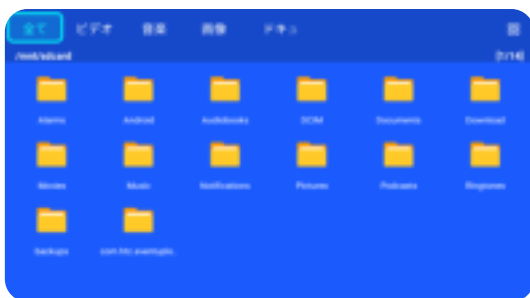 全て ビデオ 音楽 画像 ドキュ
/mnt/sdcard [1/14]
Alarms Android Audiobooks DCIM Documents Download
Movies Music Notifications Pictures Podcasts Ringtones
backups